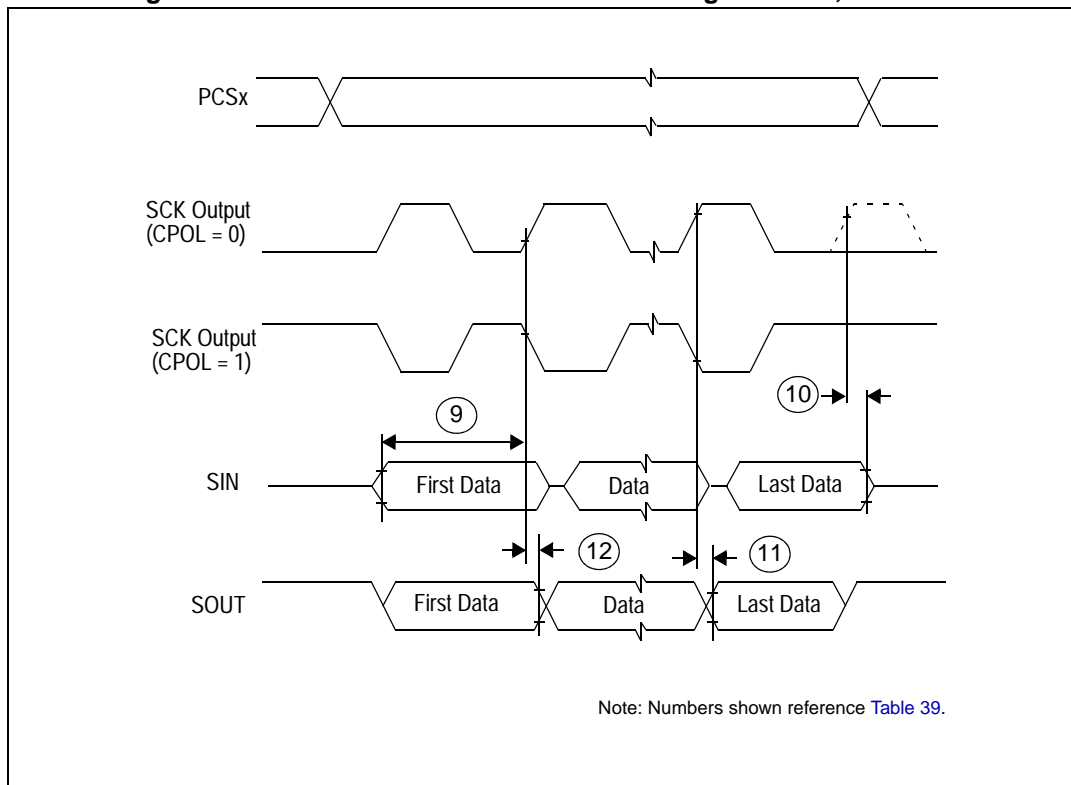 PCSx
SCK Output
(CPOL = 0)
SCK Output
(CPOL = 1)
10
9
SIN
First Data
Data
Last Data
12
11
SOUT
First Data
Data
Last Data
Note: Numbers shown reference Table 39.